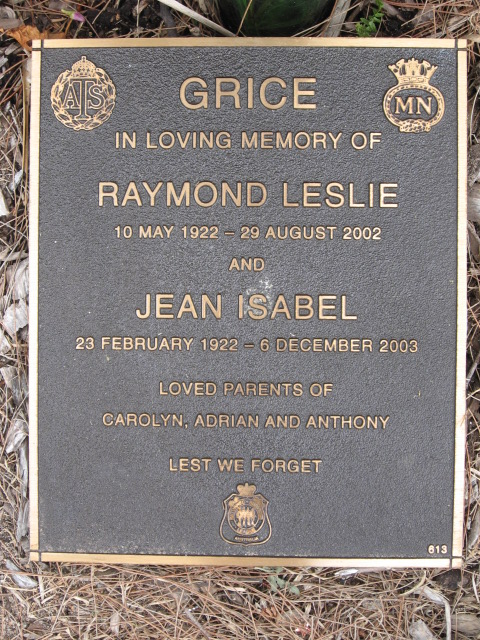 ATS
GRICE
MN
IN LOVING MEMORY OF
RAYMOND LESLIE
10 MAY 1922 – 29 AUGUST 2002
AND
JEAN ISABEL
23 FEBRUARY 1922 – 6 DECEMBER 2003
LOVED PARENTS OF
CAROLYN, ADRIAN AND ANTHONY
LEST WE FORGET
613